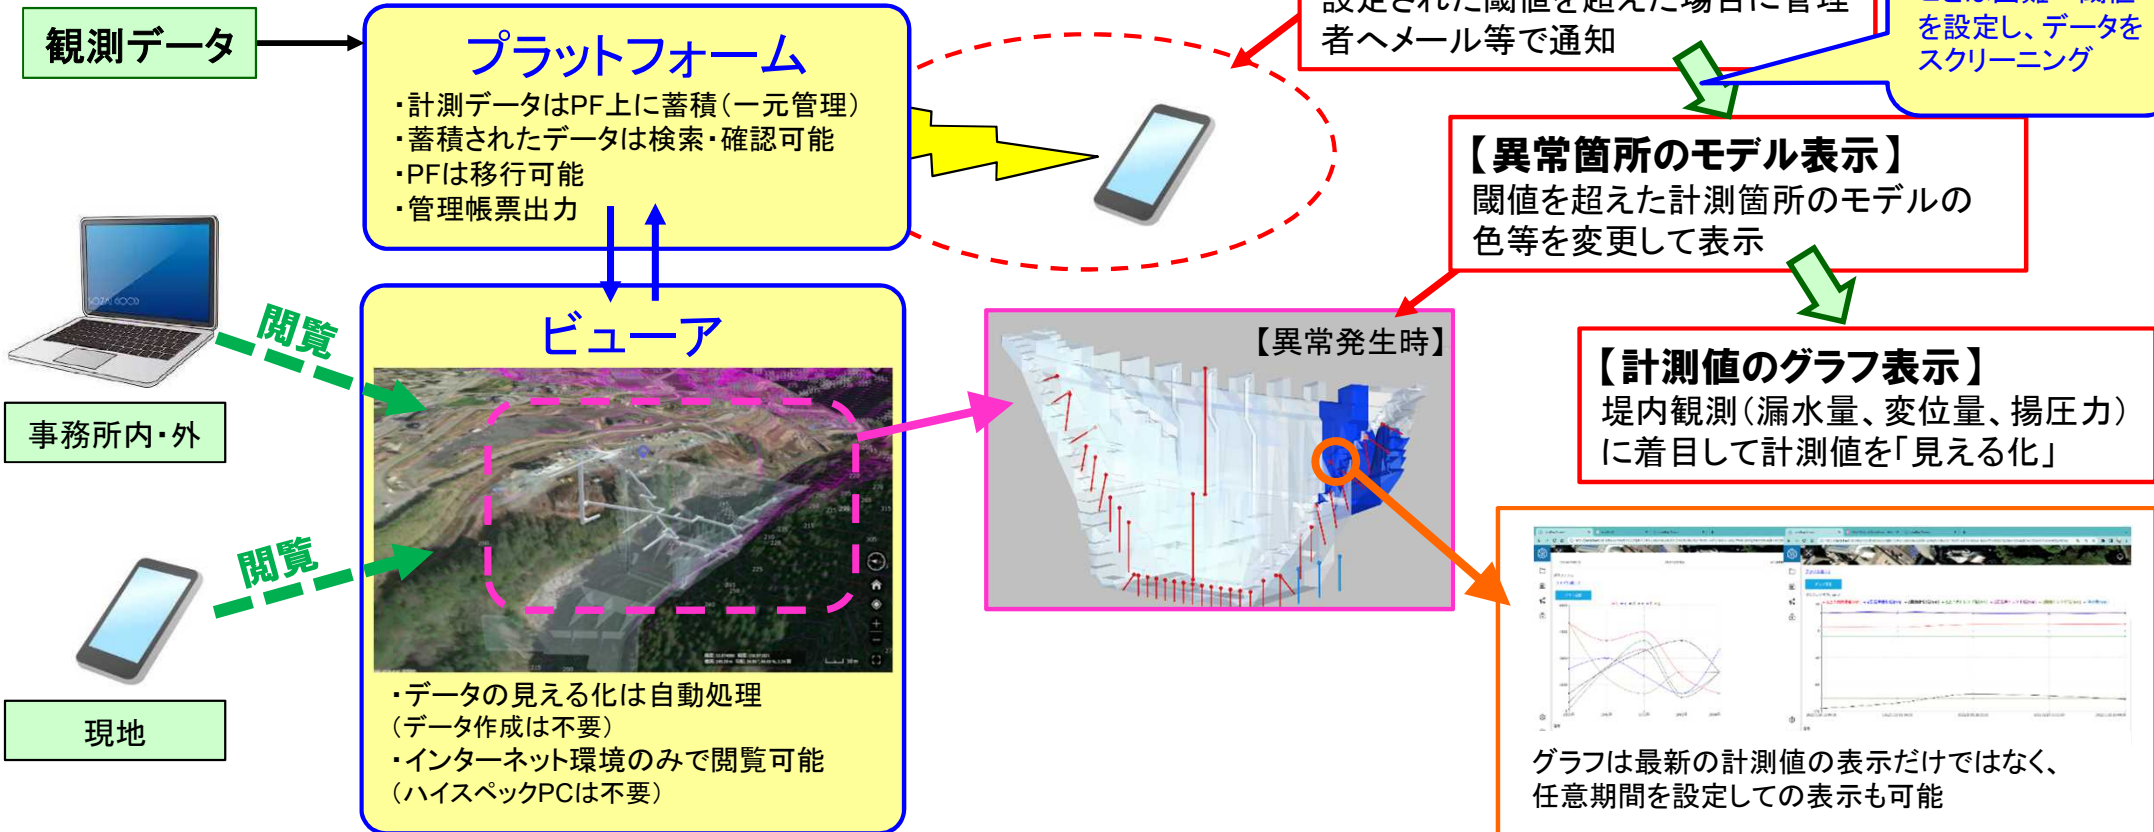 観測データ
プラットフォーム
・計測データはPF上に蓄積(一元管理)
・蓄積されたデータは検索・確認可能
・PFは移行可能
・管理帳票出力
設定された閾値を超えた場合に管理
者へメール等で通知
を設定し、データを
スクリーニング
【異常箇所のモデル表示】
閾値を超えた計測箇所のモデルの
色等を変更して表示
閲覧
事務所内・外
ビューア
【異常発生時】
【計測値のグラフ表示】
堤内観測(漏水量、変位量、揚圧力)
に着目して計測値を「見える化」
閲覧
現地
・データの見える化は自動処理
(データ作成は不要)
・インターネット環境のみで閲覧可能
(ハイスペックPCは不要)
グラフは最新の計測値の表示だけではなく、
任意期間を設定しての表示も可能